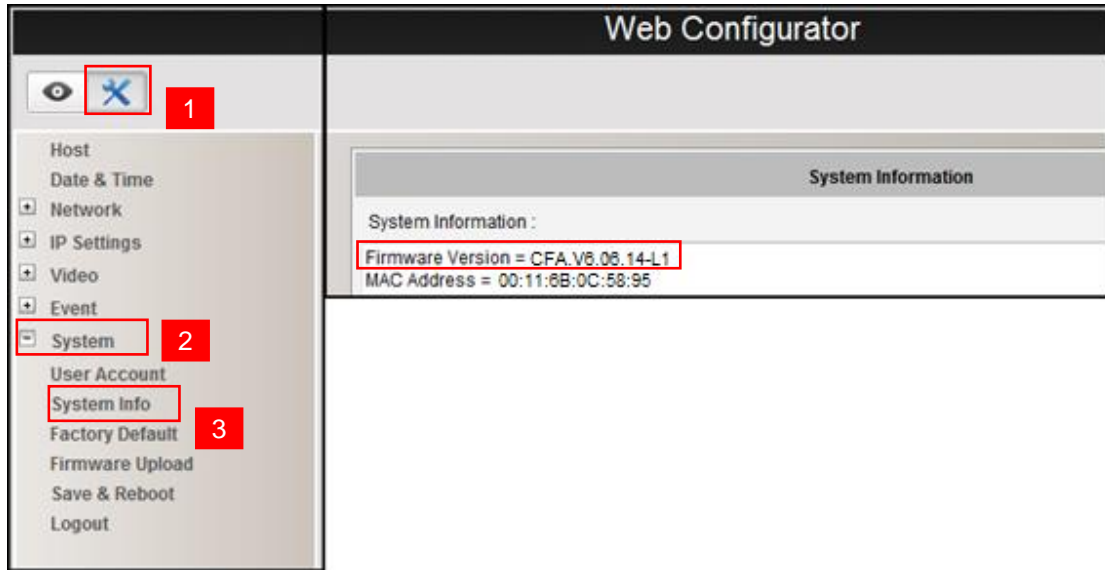 Web Configurator
1
Host
Date & Time
Network
IP Settings
Video
Event
System
2
User Account
System Info
3
Factory Default
Firmware Upload
Save & Reboot
Logout
System Information
System Information :
Firmware Version = CFA.V6.06.14-L1
MAC Address = 00:11:6B:0C:58:95